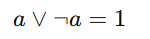 a ∨ ¬a = 1